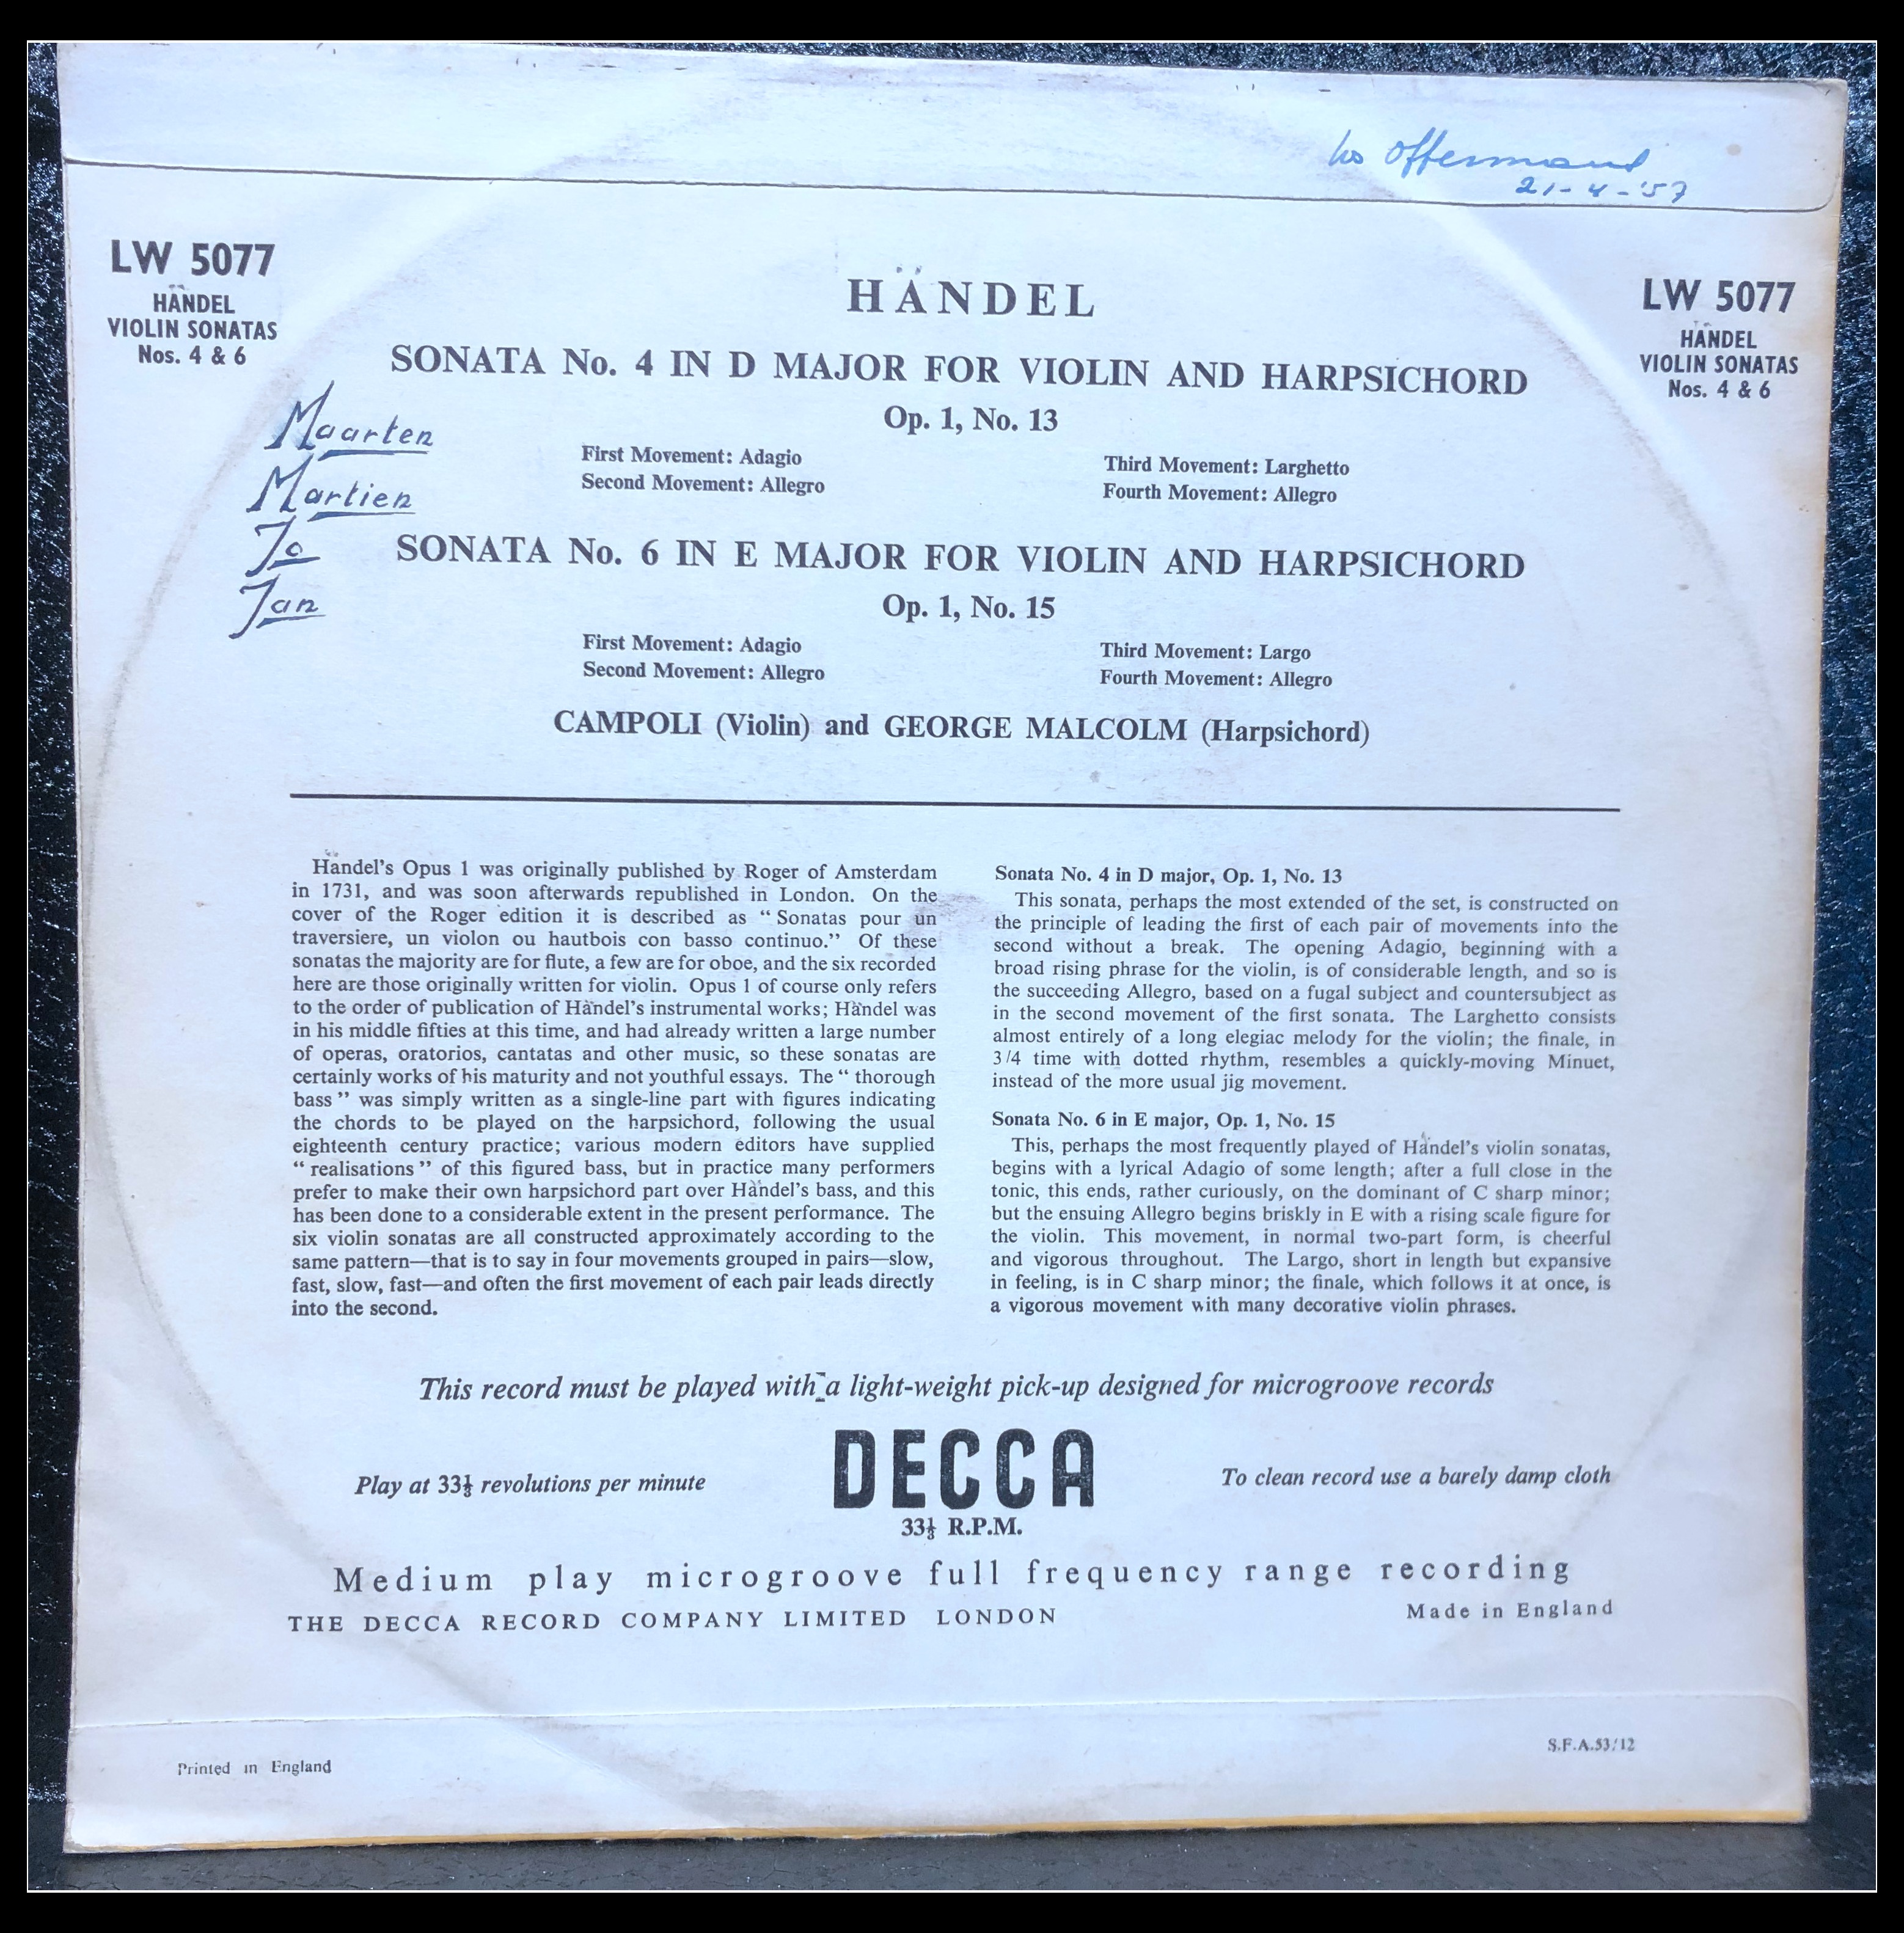 Offermans
21-4-'57
LW 5077
HÄNDEL
VIOLIN SONATAS
Nos. 4 & 6
LW 5077
HÄNDEL
VIOLIN SONATAS
Nos. 4 & 6
HÄNDEL
SONATA No. 4 IN D MAJOR FOR VIOLIN AND HARPSICHORD
Op. 1, No. 13
First Movement: Adagio
Second Movement: Allegro
Third Movement: Larghetto
Fourth Movement: Allegro
Maarten
Martien
Jo
Jan
SONATA No. 6 IN E MAJOR FOR VIOLIN AND HARPSICHORD
Op. 1, No. 15
First Movement: Adagio
Second Movement: Allegro
Third Movement: Largo
Fourth Movement: Allegro
CAMPOLI (Violin) and GEORGE MALCOLM (Harpsichord)
Händel's Opus 1 was originally published by Roger of Amsterdam
in 1731, and was soon afterwards republished in London. On the
cover of the Roger edition it is described as “ Sonatas pour un
traversiere, un violon ou hautbois con basso continuo.” Of these
sonatas the majority are for flute, a few are for oboe, and the six recorded
here are those originally written for violin. Opus 1 of course only refers
to the order of publication of Händel's instrumental works; Händel was
in his middle fifties at this time, and had already written a large number
of operas, oratorios, cantatas and other music, so these sonatas are
certainly works of his maturity and not youthful essays. The “ thorough
bass ” was simply written as a single-line part with figures indicating
the chords to be played on the harpsichord, following the usual
eighteenth century practice; various modern editors have supplied
“ realisations ” of this figured bass, but in practice many performers
prefer to make their own harpsichord part over Händel's bass, and this
has been done to a considerable extent in the present performance. The
six violin sonatas are all constructed approximately according to the
same pattern—that is to say in four movements grouped in pairs—slow,
fast, slow, fast—and often the first movement of each pair leads directly
into the second.
Sonata No. 4 in D major, Op. 1, No. 13
This sonata, perhaps the most extended of the set, is constructed on
the principle of leading the first of each pair of movements into the
second without a break. The opening Adagio, beginning with a
broad rising phrase for the violin, is of considerable length, and so is
the succeeding Allegro, based on a fugal subject and countersubject as
in the second movement of the first sonata. The Larghetto consists
almost entirely of a long elegiac melody for the violin; the finale, in
3/4 time with dotted rhythm, resembles a quickly-moving Minuet,
instead of the more usual jig movement.
Sonata No. 6 in E major, Op. 1, No. 15
This, perhaps the most frequently played of Händel's violin sonatas,
begins with a lyrical Adagio of some length; after a full close in the
tonic, this ends, rather curiously, on the dominant of C sharp minor;
but the ensuing Allegro begins briskly in E with a rising scale figure for
the violin. This movement, in normal two-part form, is cheerful
and vigorous throughout. The Largo, short in length but expansive
in feeling, is in C sharp minor; the finale, which follows it at once, is
a vigorous movement with many decorative violin phrases.
This record must be played with a light-weight pick-up designed for microgroove records
Play at 33⅓ revolutions per minute
DECCA
33⅓ R.P.M.
To clean record use a barely damp cloth
Medium play microgroove full frequency range recording
THE DECCA RECORD COMPANY LIMITED LONDON
Made in England
Printed in England
S.F.A.53/12